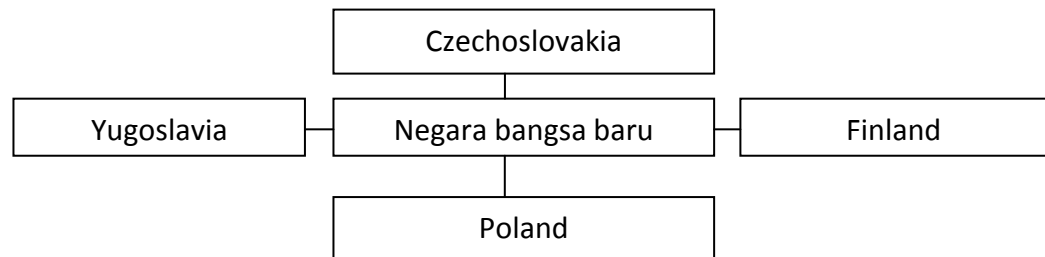 Czechoslovakia
Yugoslavia
Negara bangsa baru
Finland
Poland